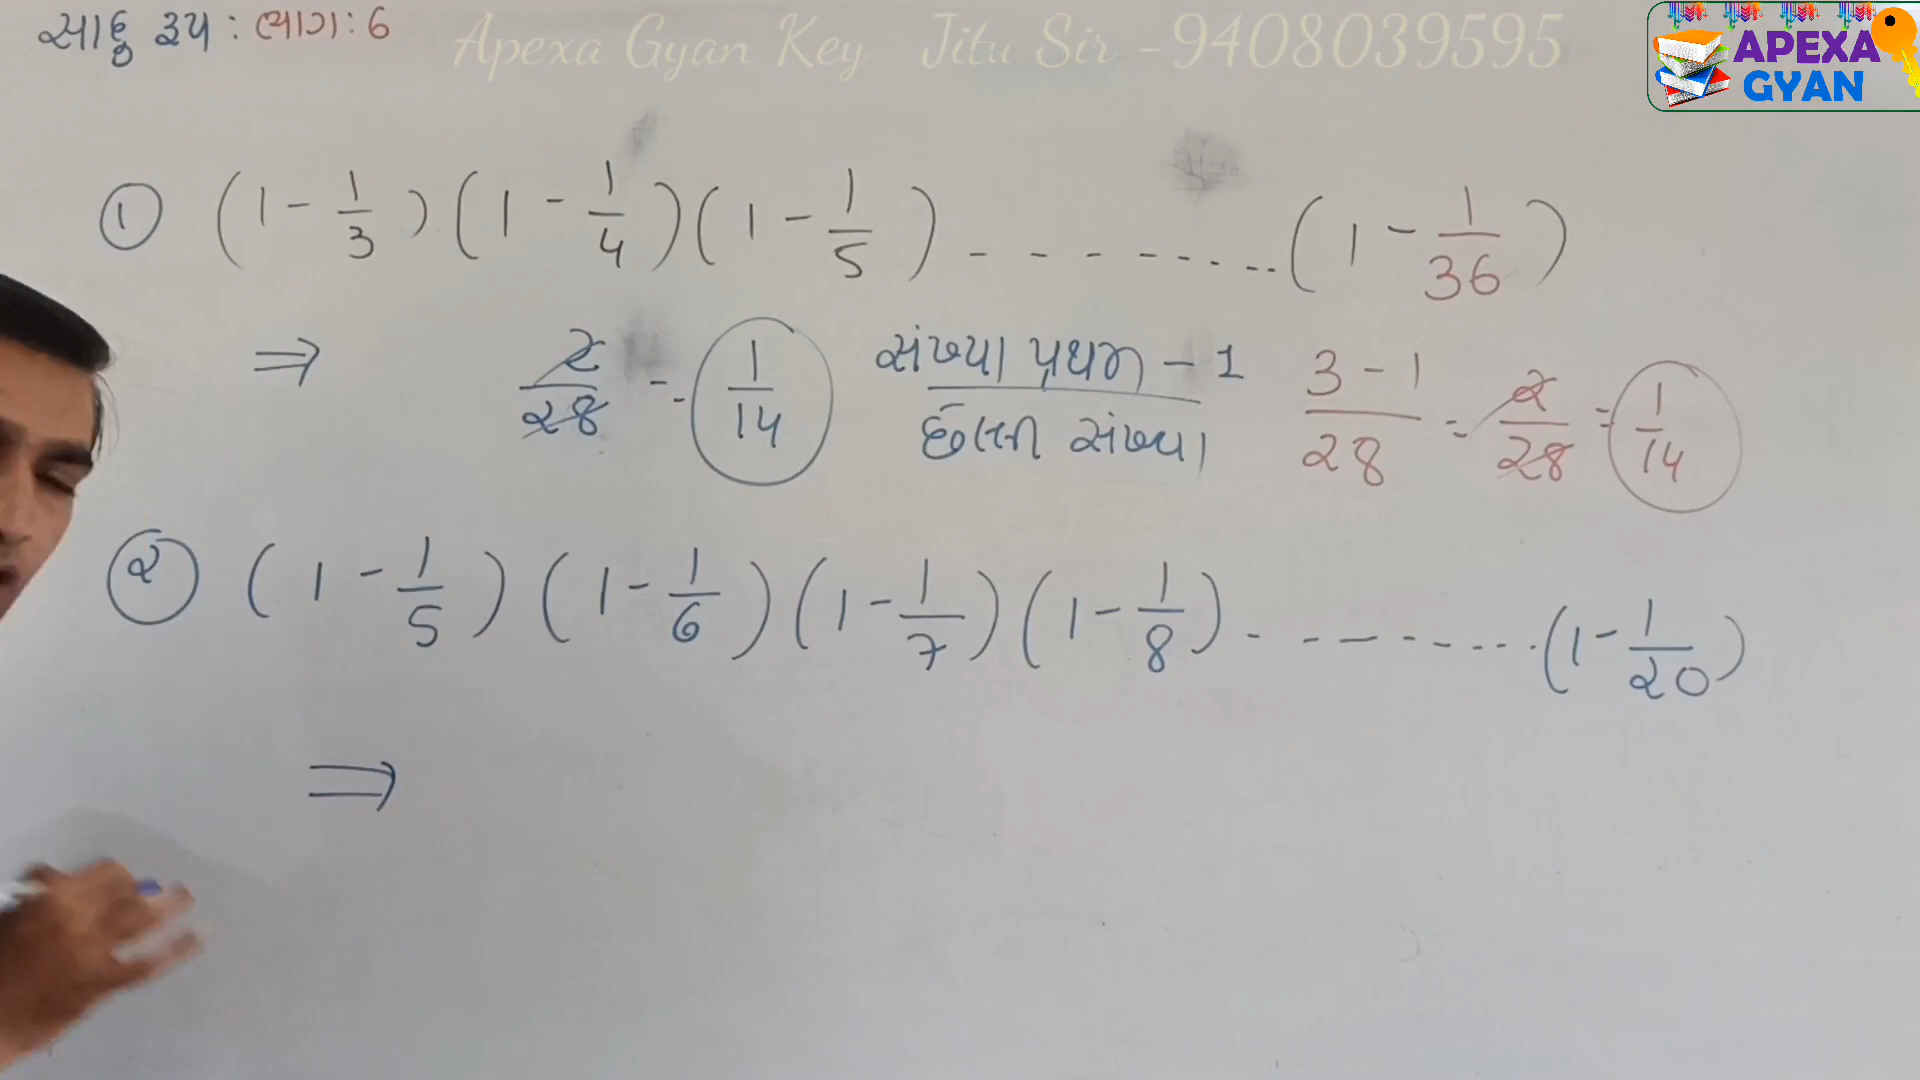 સાદુ રૂપ : ભાગ : 6
Apexa Gyan Key Jitu Sir - 9408039595
APEXA
GYAN
① (1 - 1/3) (1 - 1/4) (1 - 1/5) - - - - - - - .. (1 - 1/36)
⇒ 2/28 = 1/14 સંખ્યા પ્રથમ - 1 / છેલ્લી સંખ્યા 3 - 1 / 28 = 2/28 = 1/14
② (1 - 1/5) (1 - 1/6) (1 - 1/7) (1 - 1/8) - - - - - - ... (1 - 1/20)
⇒